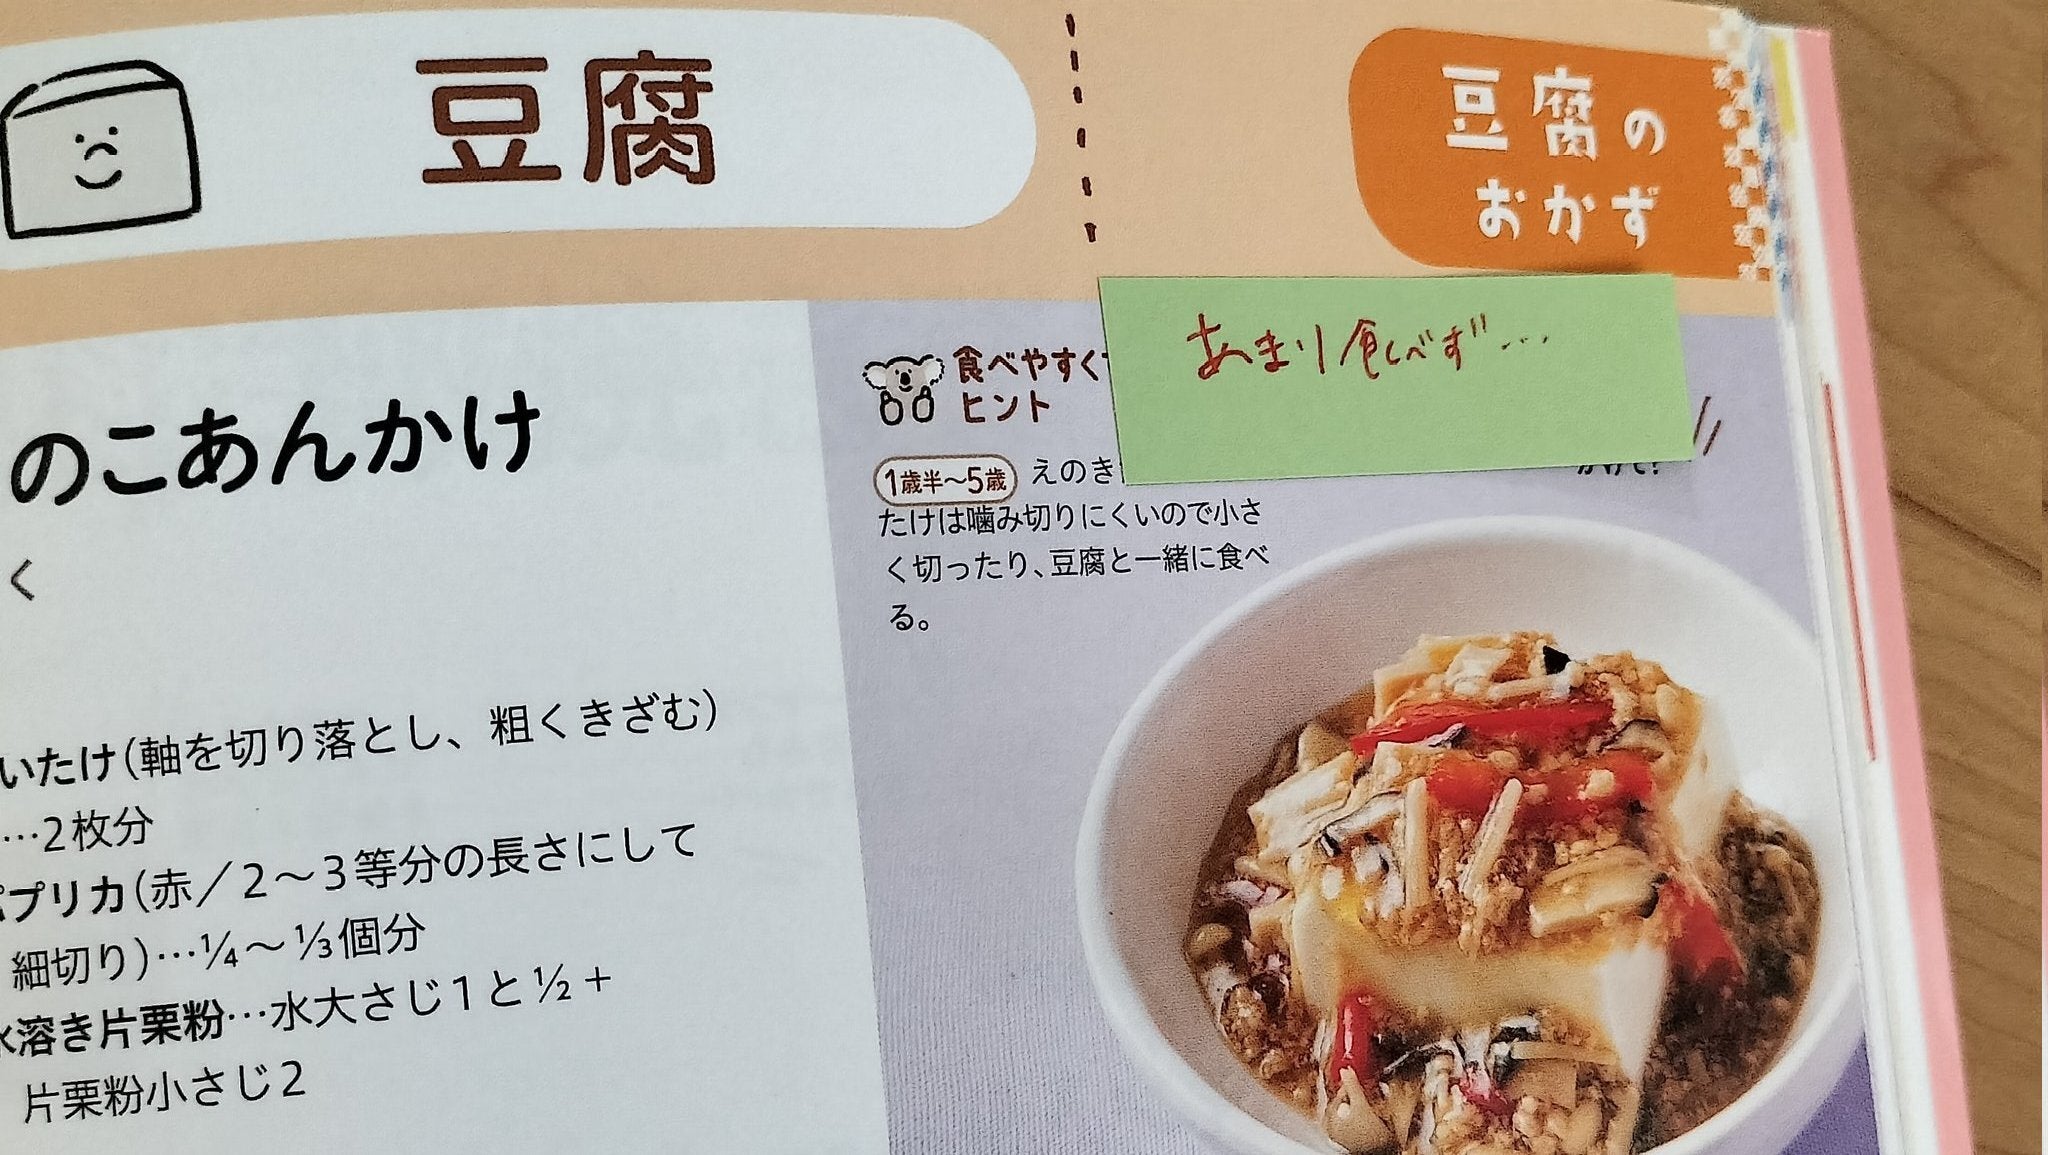 豆腐
豆腐の
おかず
のこあんかけ
く
いたけ(軸を切り落とし、粗くきざむ)
…2枚分
プリカ(赤／2〜3等分の長さにして
細切り)…1/4〜1/3個分
溶き片栗粉…水大さじ1と1/2+
片栗粉小さじ2
食べやすく
ヒント
あまり食べず…
1歳半〜5歳 えのき
たけは噛み切りにくいので小さ
く切ったり、豆腐と一緒に食べ
る。